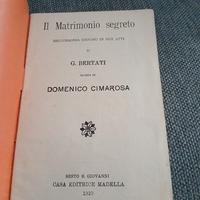 Il Matrimonio segreto
MELODRAMMA GIOCOSO IN DUE ATTI
DI
G. BERTATI
MUSICA DI
DOMENICO CIMAROSA
SESTO S. GIOVANNI
CASA EDITRICE MADELLA